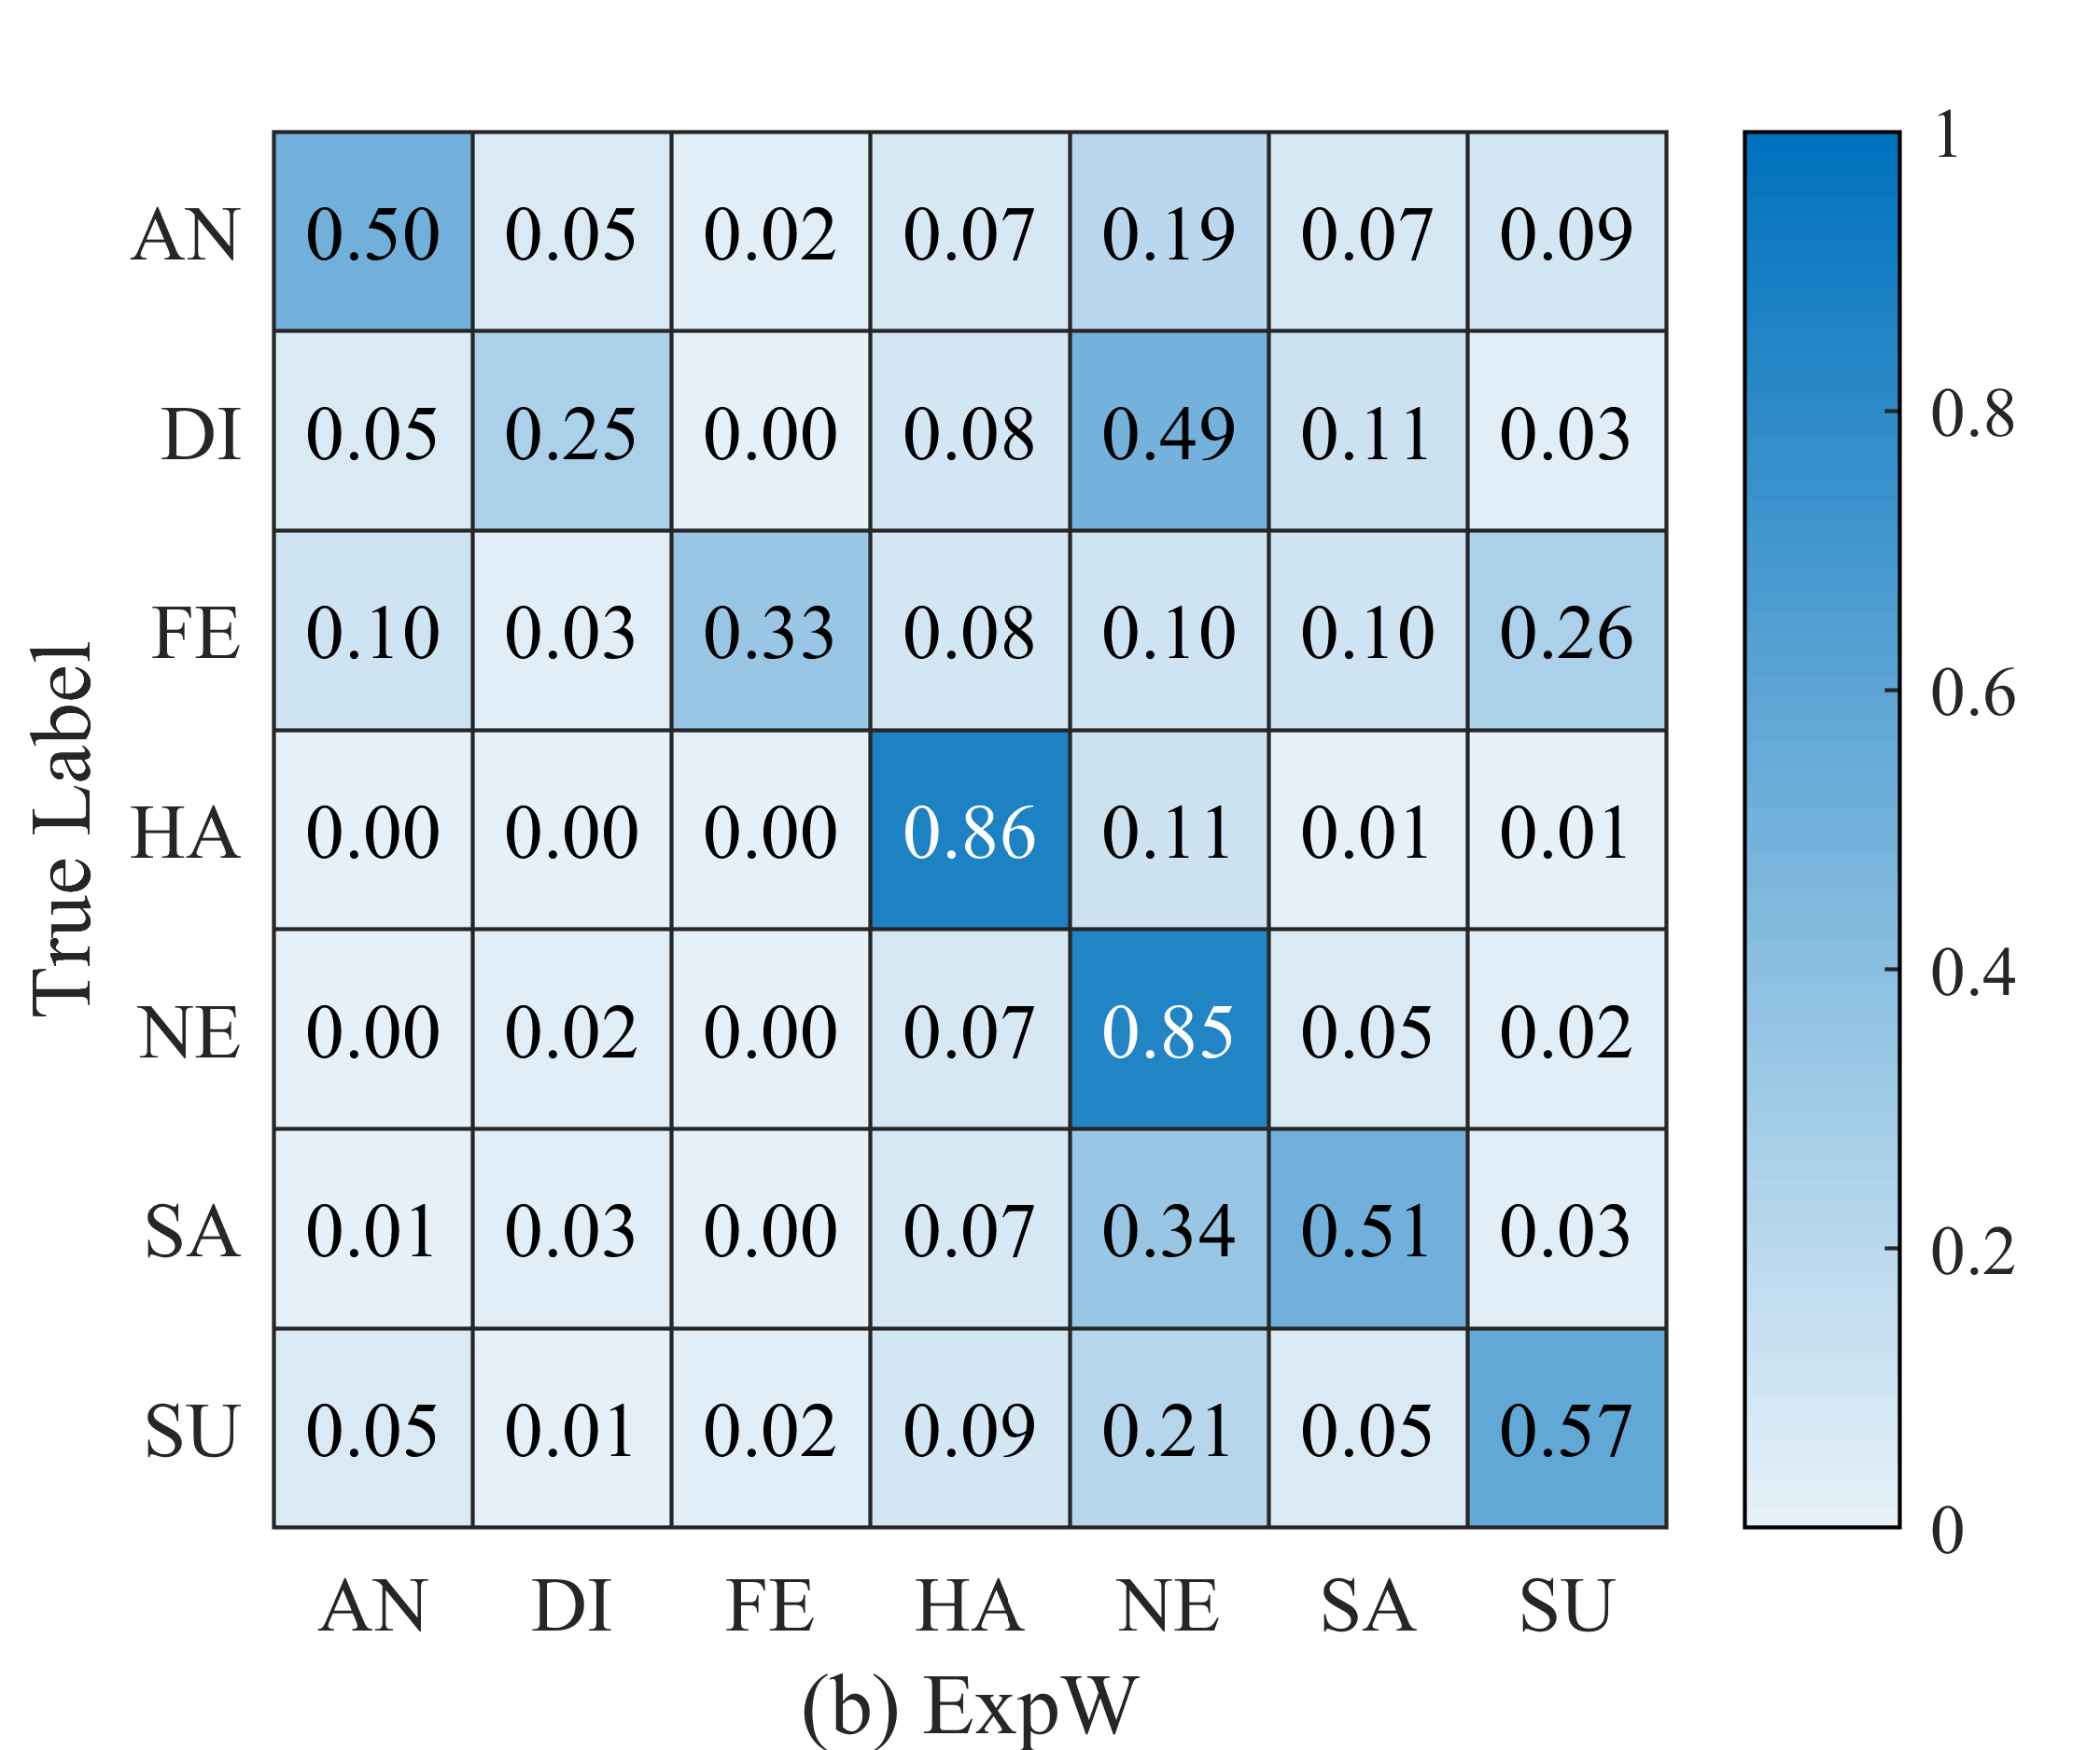 1
AN 0.50 0.05 0.02 0.07 0.19 0.07 0.09
0.8
DI 0.05 0.25 0.00 0.08 0.49 0.11 0.03
FE 0.10 0.03 0.33 0.08 0.10 0.10 0.26
0.6
True Label
HA 0.00 0.00 0.00 0.86 0.11 0.01 0.01
0.4
NE 0.00 0.02 0.00 0.07 0.85 0.05 0.02
SA 0.01 0.03 0.00 0.07 0.34 0.51 0.03
0.2
SU 0.05 0.01 0.02 0.09 0.21 0.05 0.57
0
AN DI FE HA NE SA SU
(b) ExpW